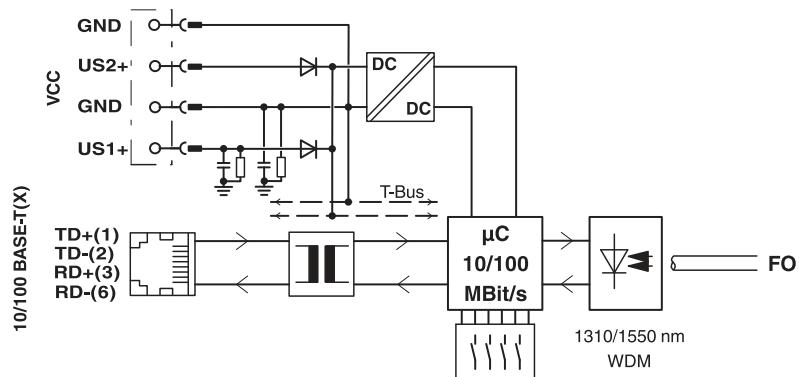 GND
US2+
GND
US1+
VCC
DC
DC
T-Bus
10/100 BASE-T(X)
TD+(1)
TD-(2)
RD+(3)
RD-(6)
µC
10/100
MBit/s
FO
1310/1550 nm
WDM